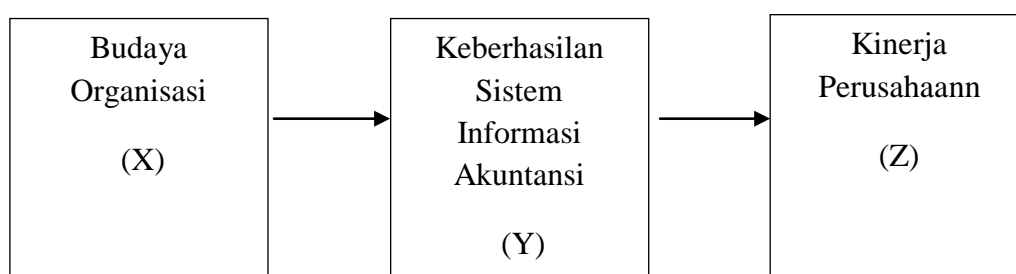 Budaya
Organisasi
(X)
Keberhasilan
Sistem
Informasi
Akuntansi
(Y)
Kinerja
Perusahaann
(Z)